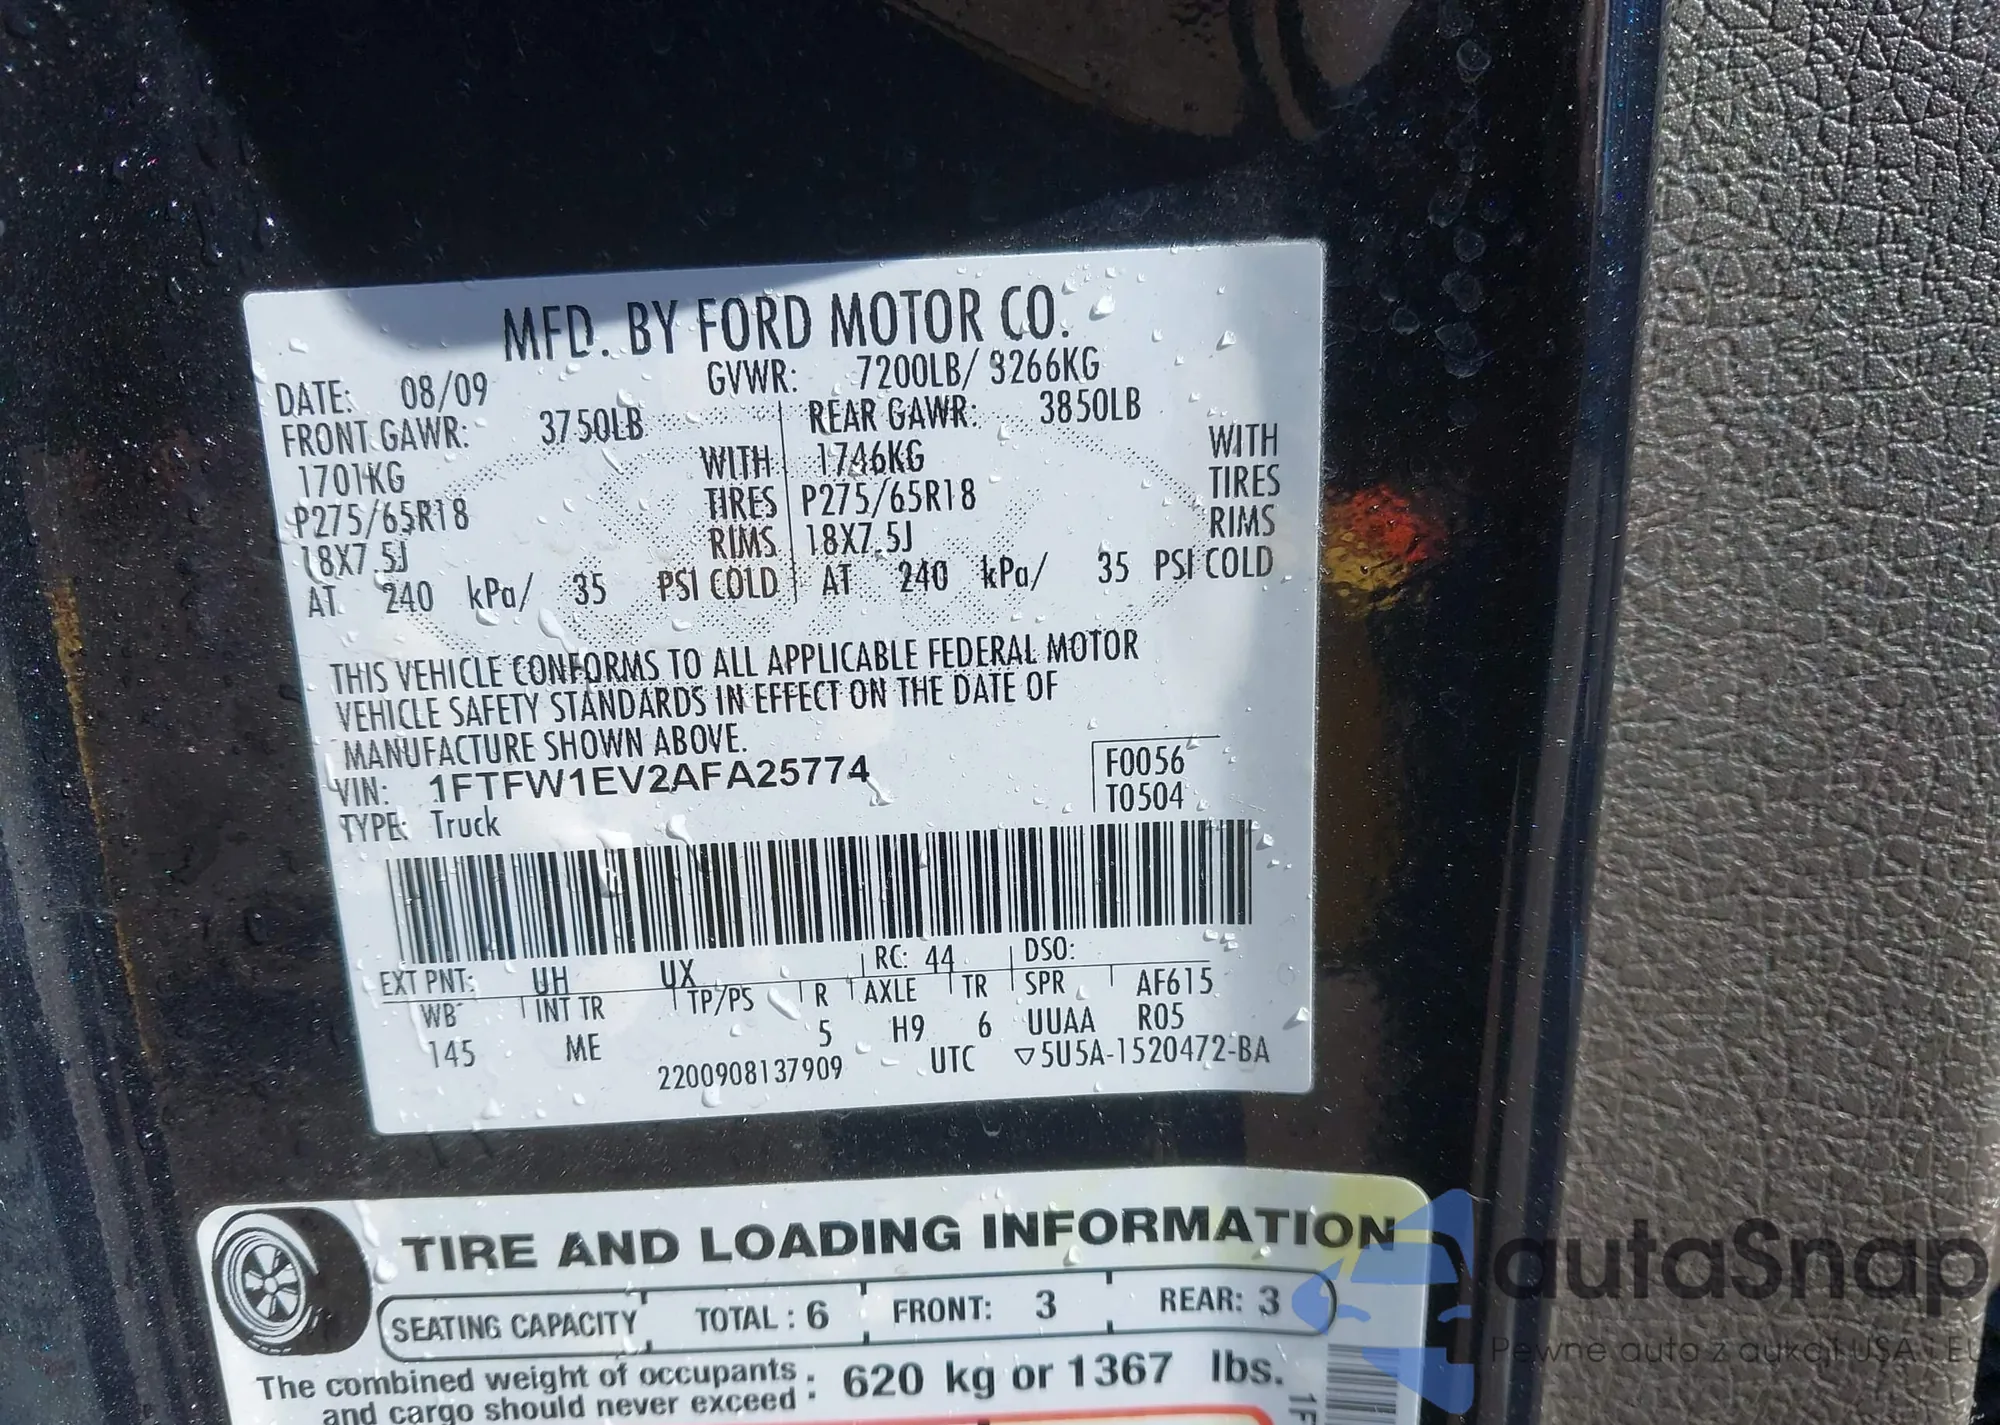 MFD. BY FORD MOTOR CO.
DATE: 08/09 GVWR: 7200LB/ 3266KG
FRONT GAWR: 3750LB REAR GAWR: 3850LB
1701KG WITH 1746KG WITH
P275/65R18 TIRES P275/65R18 TIRES
18X7.5J RIMS 18X7.5J RIMS
AT 240 kPa/ 35 PSI COLD AT 240 kPa/ 35 PSI COLD
THIS VEHICLE CONFORMS TO ALL APPLICABLE FEDERAL MOTOR
VEHICLE SAFETY STANDARDS IN EFFECT ON THE DATE OF
MANUFACTURE SHOWN ABOVE.
VIN: 1FTFW1EV2AFA25774 F0056
TYPE: Truck T0504
EXT PNT: UH UX RC: 44 DSO:
WB INT TR TP/PS R AXLE TR SPR AF615
145 ME 5 H9 6 UUAA R05
2200908137909 UTC ▽5U5A-1520472-BA
TIRE AND LOADING INFORMATION
SEATING CAPACITY TOTAL : 6 FRONT: 3 REAR: 3
The combined weight of occupants
and cargo should never exceed : 620 kg or 1367 lbs.
1F
autaSnap
Pewne auta z aukcji USA i EU